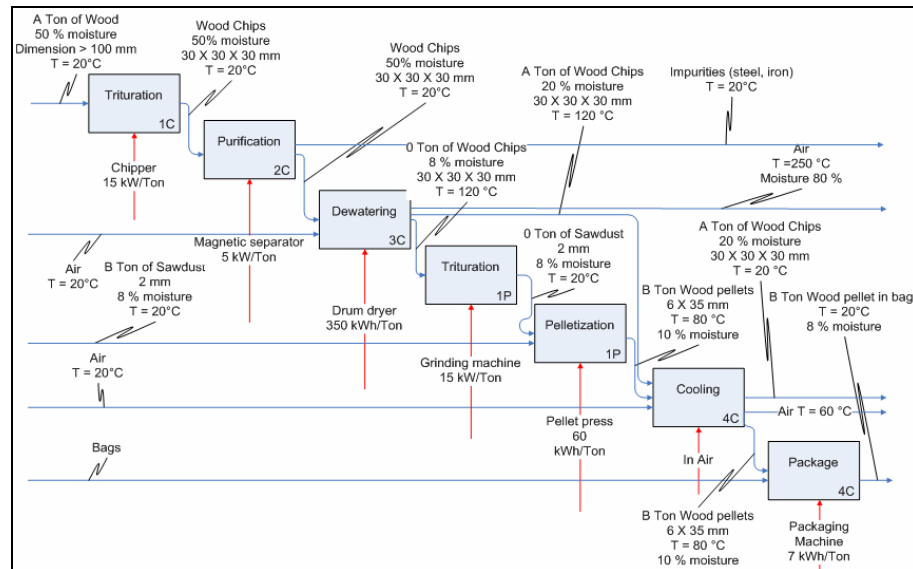 A Ton of Wood
50 % moisture
Dimension > 100 mm
T = 20°C
Wood Chips
50% moisture
30 X 30 X 30 mm
T = 20°C
Wood Chips
50% moisture
30 X 30 X 30 mm
T = 20°C
A Ton of Wood Chips
20 % moisture
30 X 30 X 30 mm
T = 120 °C
Impurities (steel, iron)
T = 20°C
Trituration
1C
Chipper
15 kW/Ton
Purification
2C
Magnetic separator
5 kW/Ton
0 Ton of Wood Chips
8 % moisture
30 X 30 X 30 mm
T = 120 °C
Air
T =250 °C
Moisture 80 %
Dewatering
3C
Air
T = 20°C
Drum dryer
350 kWh/Ton
B Ton of Sawdust
2 mm
8 % moisture
T = 20°C
0 Ton of Sawdust
2 mm
8 % moisture
T = 20°C
A Ton of Wood Chips
20 % moisture
30 X 30 X 30 mm
T = 20 °C
Trituration
1P
Grinding machine
15 kW/Ton
B Ton Wood pellets
6 X 35 mm
T = 80 °C
10 % moisture
B Ton Wood pellet in bag
T = 20°C
8 % moisture
Pelletization
1P
Pellet press
60
kWh/Ton
Air
T = 20°C
Cooling
4C
Air T = 60 °C
In Air
Bags
Package
4C
B Ton Wood pellets
6 X 35 mm
T = 80 °C
10 % moisture
Packaging
Machine
7 kWh/Ton